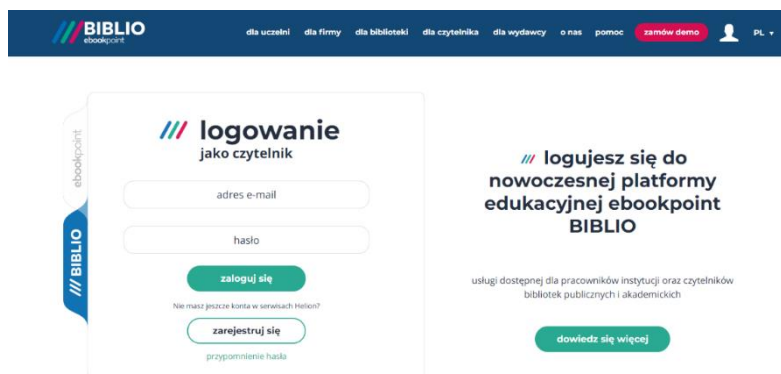 BIBLIO
ebookpoint
dla uczelni dla firmy dla biblioteki dla czytelnika dla wydawcy o nas pomoc zamów demo PL
ebookpoint
BIBLIO
logowanie
jako czytelnik
adres e-mail
hasło
zaloguj się
Nie masz jeszcze konta w serwisach Helion?
zarejestruj się
przypomnienie hasła
logujesz się do
nowoczesnej platformy
edukacyjnej ebookpoint
BIBLIO
usługi dostępnej dla pracowników instytucji oraz czytelników
bibliotek publicznych i akademickich
dowiedz się więcej